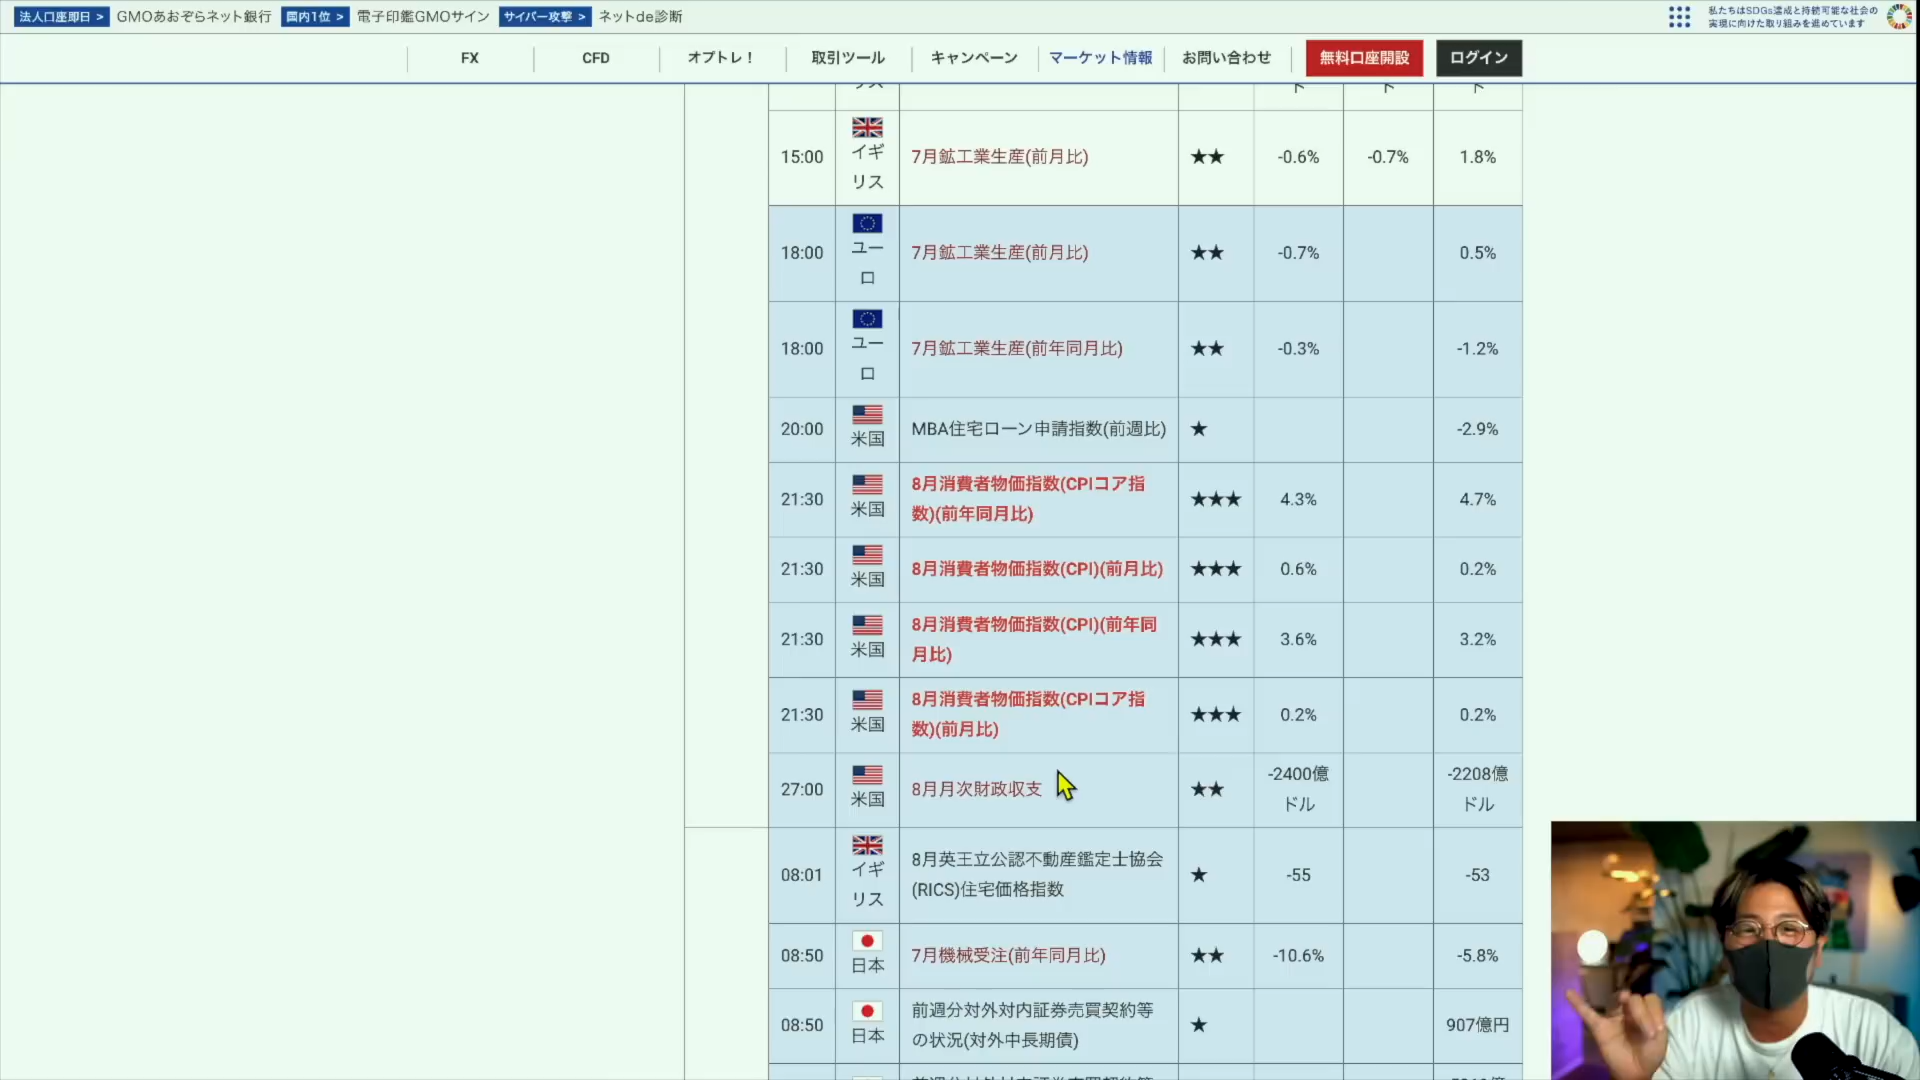 法人口座即日 > GMOあおぞらネット銀行 国内1位 > 電子印鑑GMOサイン サイバー攻撃 > ネットde診断
私たちはSDGs達成と持続可能な社会の
実現に向けた取り組みを進めています
FX CFD オプトレ！ 取引ツール キャンペーン マーケット情報 お問い合わせ 無料口座開設 ログイン
15:00 イギリス 7月鉱工業生産(前月比) ★★ -0.6% -0.7% 1.8%
18:00 ユーロ 7月鉱工業生産(前月比) ★★ -0.7% 0.5%
18:00 ユーロ 7月鉱工業生産(前年同月比) ★★ -0.3% -1.2%
20:00 米国 MBA住宅ローン申請指数(前週比) ★ -2.9%
21:30 米国 8月消費者物価指数(CPIコア指
数)(前年同月比) ★★★ 4.3% 4.7%
21:30 米国 8月消費者物価指数(CPI)(前月比) ★★★ 0.6% 0.2%
21:30 米国 8月消費者物価指数(CPI)(前年同
月比) ★★★ 3.6% 3.2%
21:30 米国 8月消費者物価指数(CPIコア指
数)(前月比) ★★★ 0.2% 0.2%
27:00 米国 8月月次財政収支 ★★ -2400億ドル -2208億ドル
08:01 イギリス 8月英王立公認不動産鑑定士協会
(RICS)住宅価格指数 ★ -55 -53
08:50 日本 7月機械受注(前年同月比) ★★ -10.6% -5.8%
08:50 日本 前週分対外対内証券売買契約等
の状況(対外中長期債) ★ 907億円